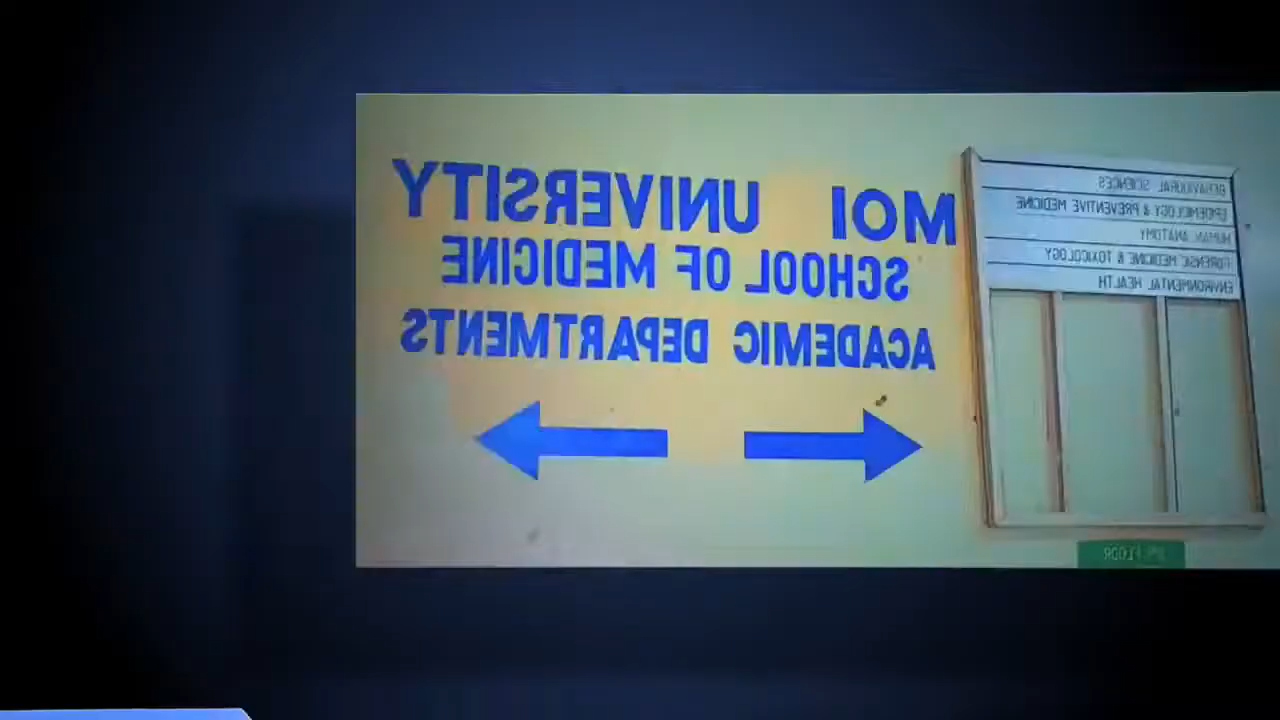 MOI UNIVERSITY
SCHOOL OF MEDICINE
ACADEMIC DEPARTMENTS
BEHAVIOURAL SCIENCES
EPIDEMIOLOGY & PREVENTIVE MEDICINE
HUMAN ANATOMY
FORENSIC MEDICINE & TOXICOLOGY
ENVIRONMENTAL HEALTH
FLOOR